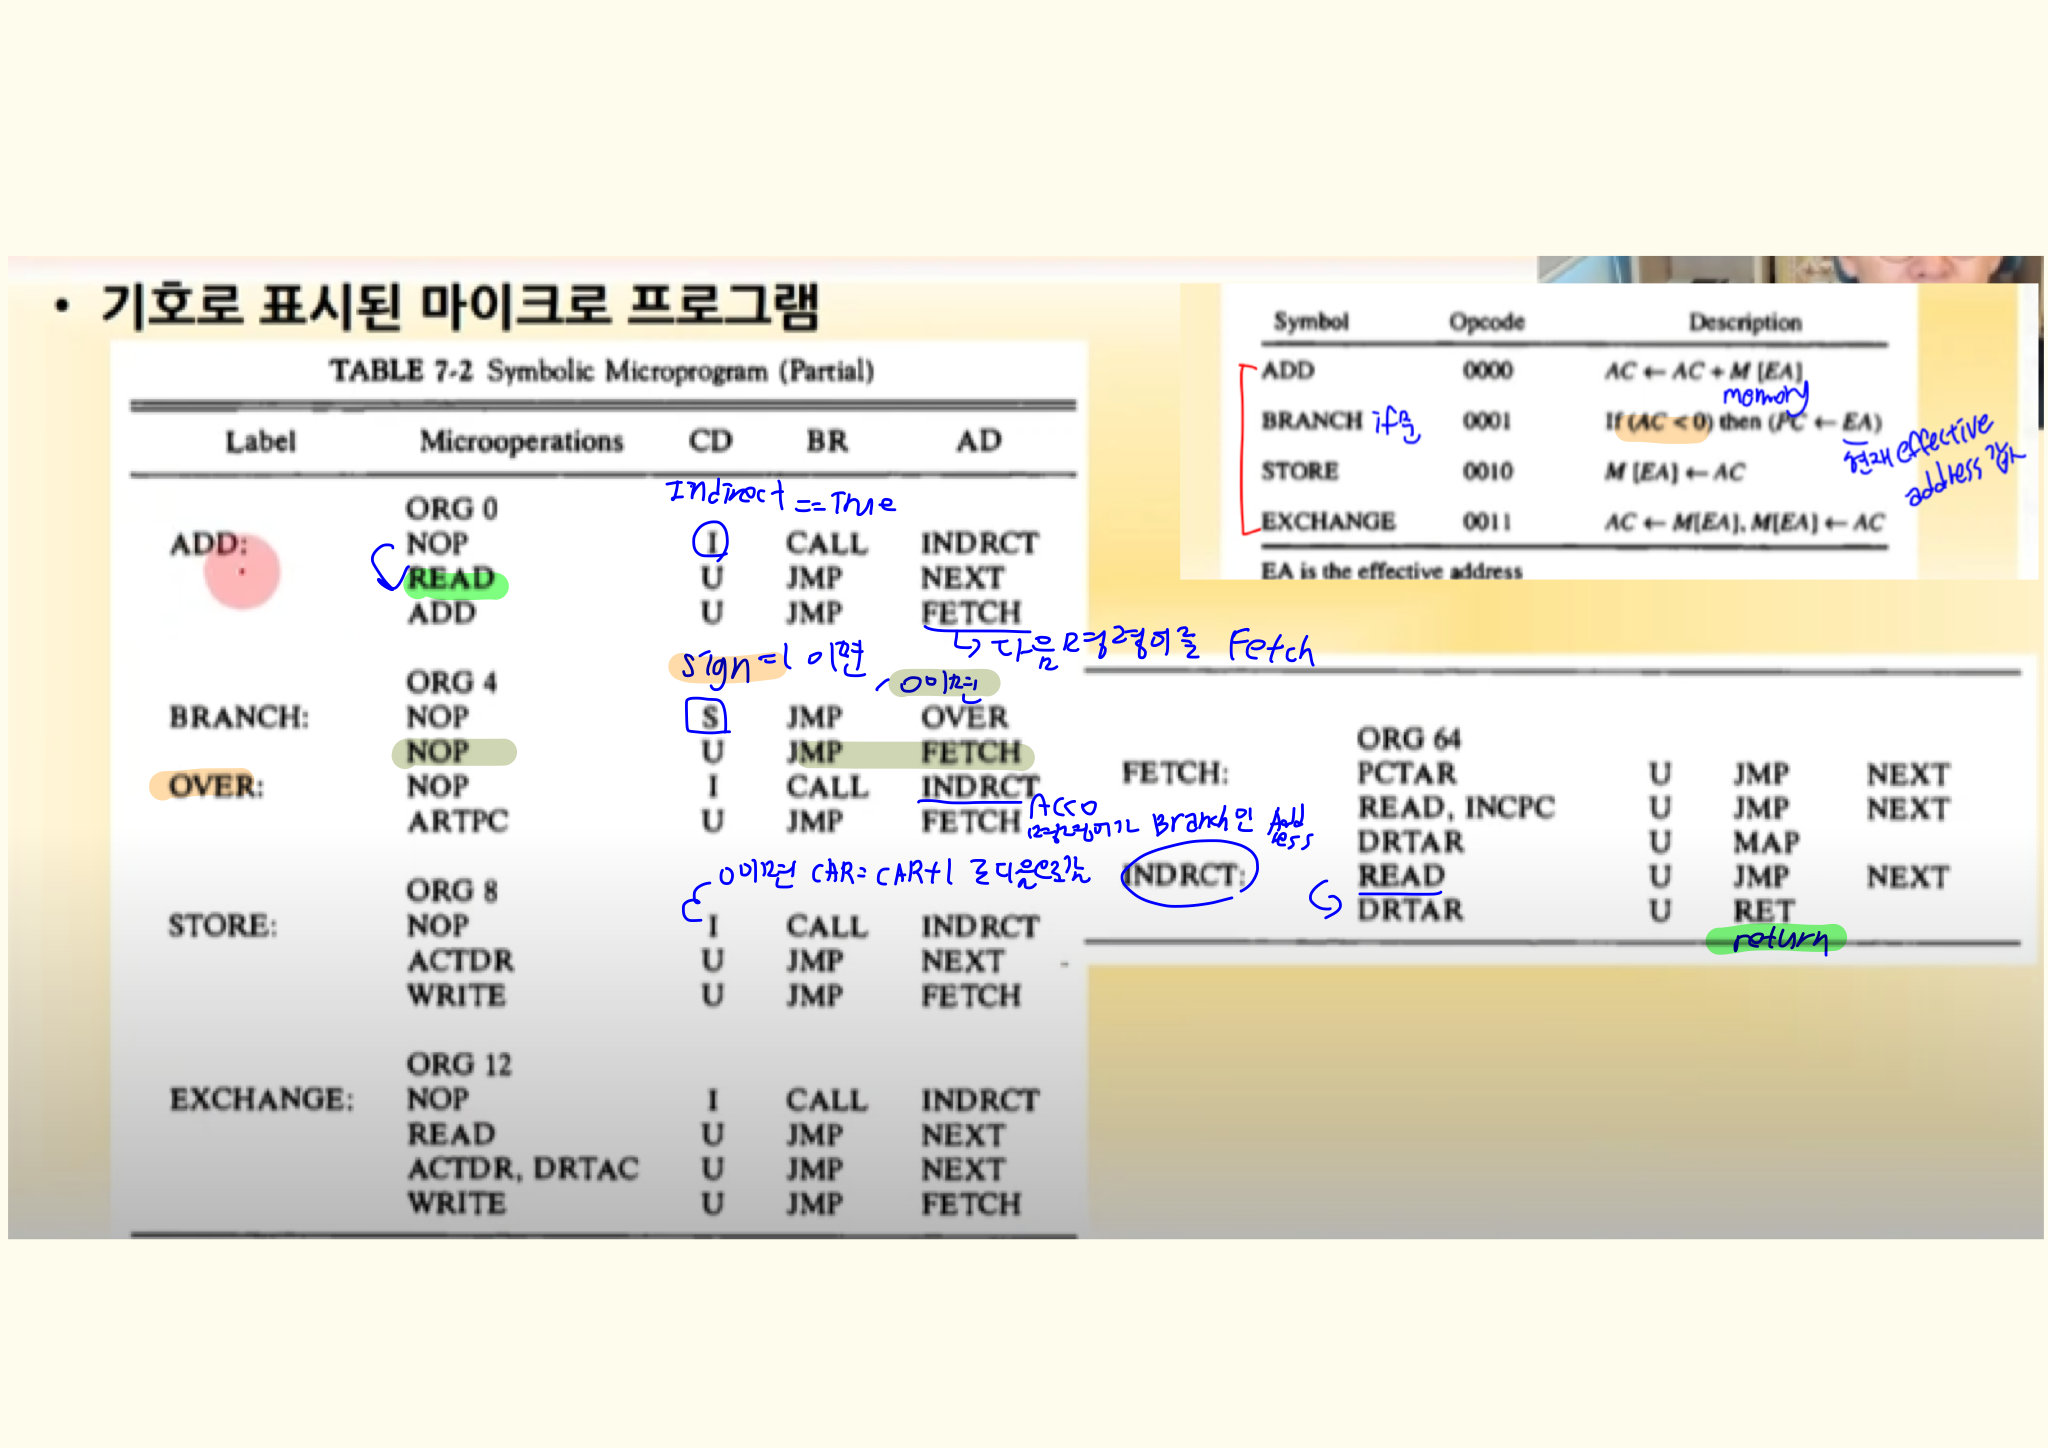 • 기호로 표시된 마이크로 프로그램
TABLE 7-2 Symbolic Microprogram (Partial)
Label Microoperations CD BR AD
Indirect == True
ORG 0
ADD: NOP I CALL INDRCT
READ U JMP NEXT
ADD U JMP FETCH
다음 명령어를 Fetch
sign = 1 이면
0이면
ORG 4
BRANCH: NOP S JMP OVER
NOP U JMP FETCH
OVER: NOP I CALL INDRCT
ARTPC U JMP FETCH
AC<0
명령어가 Branch인 Address
0이면 CAR = CAR+1 로 다음으로 감
ORG 8
STORE: NOP I CALL INDRCT
ACTDR U JMP NEXT
WRITE U JMP FETCH
ORG 12
EXCHANGE: NOP I CALL INDRCT
READ U JMP NEXT
ACTDR, DRTAC U JMP NEXT
WRITE U JMP FETCH
Symbol Opcode Description
ADD 0000 AC ← AC + M [EA]
momory
BRANCH if문 0001 If (AC < 0) then (PC ← EA)
현재 effective address 값
STORE 0010 M [EA] ← AC
EXCHANGE 0011 AC ← M[EA], M[EA] ← AC
EA is the effective address
ORG 64
FETCH: PCTAR U JMP NEXT
READ, INCPC U JMP NEXT
DRTAR U MAP
INDRCT: READ U JMP NEXT
DRTAR U RET
return